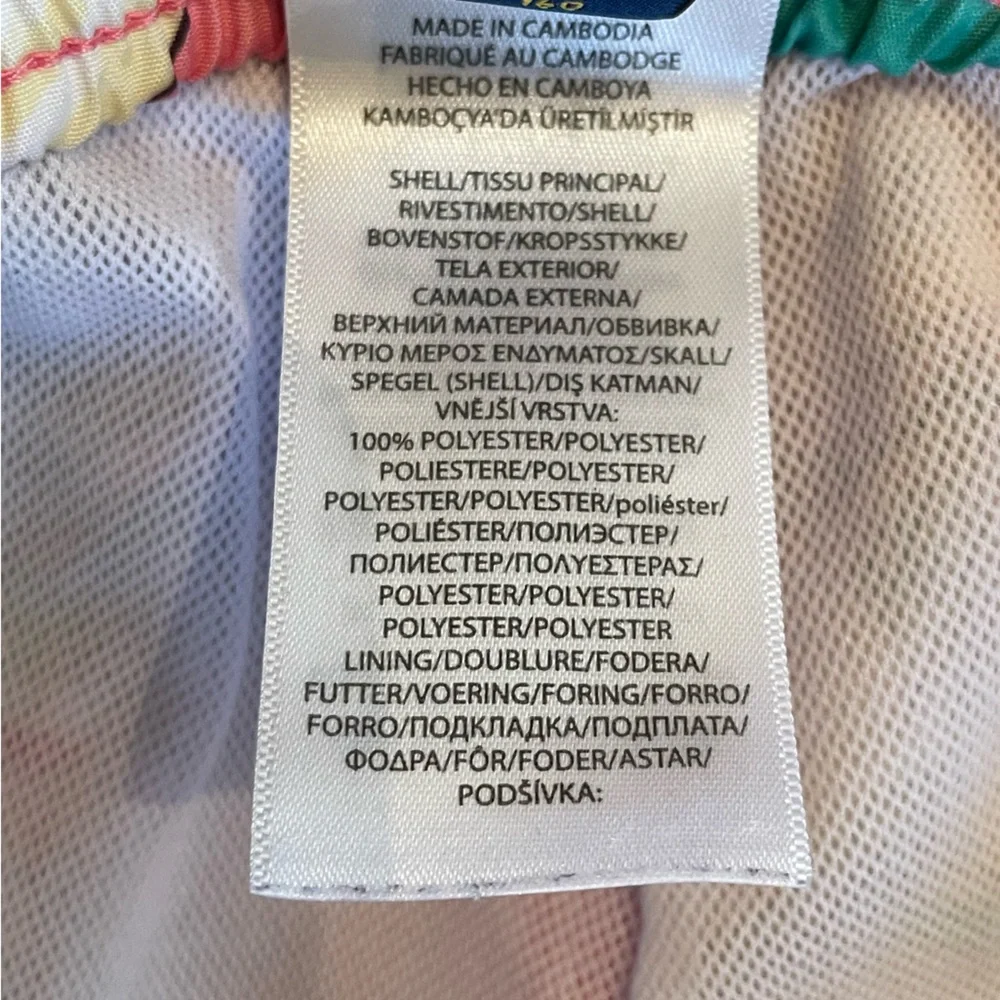 MADE IN CAMBODIA
FABRIQUÉ AU CAMBODGE
HECHO EN CAMBOYA
KAMBOÇYA'DA ÜRETİLMİŞTİR
SHELL/TISSU PRINCIPAL/
RIVESTIMENTO/SHELL/
BOVENSTOF/KROPSSTYKKE/
TELA EXTERIOR/
CAMADA EXTERNA/
ВЕРХНИЙ МАТЕРИАЛ/ОБВИВКА/
ΚΥΡΙΟ ΜΕΡΟΣ ΕΝΔΥΜΑΤΟΣ/SKALL/
SPEGEL (SHELL)/DIŞ KATMAN/
VNĚJŠÍ VRSTVA:
100% POLYESTER/POLYESTER/
POLIESTERE/POLYESTER/
POLYESTER/POLYESTER/poliéster/
POLIÉSTER/ПОЛИЭСТЕР/
ПОЛИЕСТЕР/ΠΟΛΥΕΣΤΕΡΑΣ/
POLYESTER/POLYESTER/
POLYESTER/POLYESTER
LINING/DOUBLURE/FODERA/
FUTTER/VOERING/FORING/FORRO/
FORRO/ПОДКЛАДКА/ПОДПЛАТА/
ΦΟΔΡΑ/FÔR/FODER/ASTAR/
PODŠÍVKA: